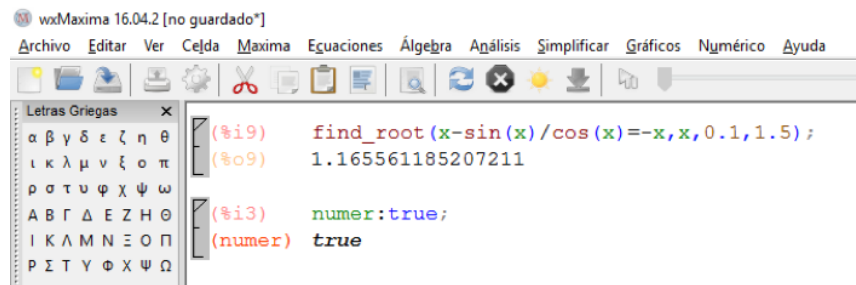 wxMaxima 16.04.2 [no guardado*]
Archivo Editar Ver Celda Maxima Ecuaciones Álgebra Análisis Simplificar Gráficos Numérico Ayuda
Letras Griegas x
α β γ δ ε ζ η θ
ι κ λ μ ν ξ ο π
ρ σ τ υ φ χ ψ ω
Α Β Γ Δ Ε Ζ Η Θ
Ι Κ Λ Μ Ν Ξ Ο Π
Ρ Σ Τ Υ Φ Χ Ψ Ω
(%i9) find_root(x-sin(x)/cos(x)=-x,x,0.1,1.5);
(%o9) 1.165561185207211
(%i3) numer:true;
(numer) true